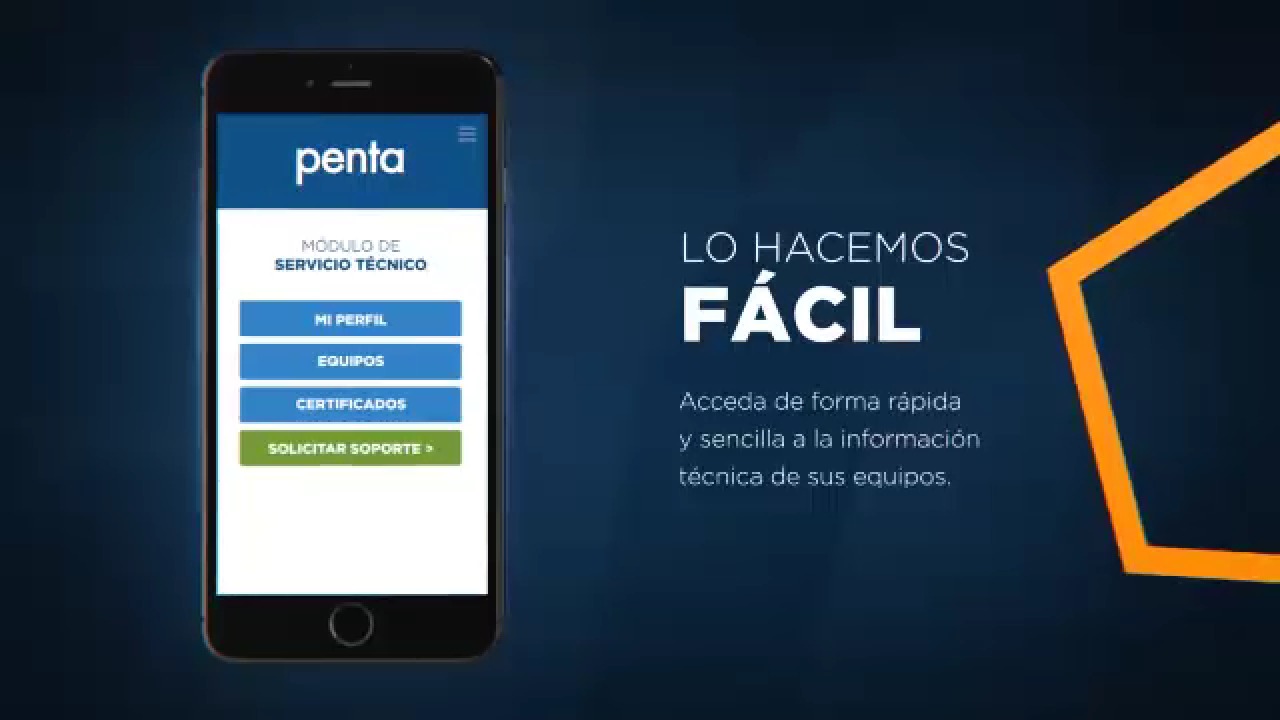 penta
MÓDULO DE
SERVICIO TÉCNICO
MI PERFIL
EQUIPOS
CERTIFICADOS
SOLICITAR SOPORTE >
LO HACEMOS
FÁCIL
Acceda de forma rápida
y sencilla a la información
técnica de sus equipos.